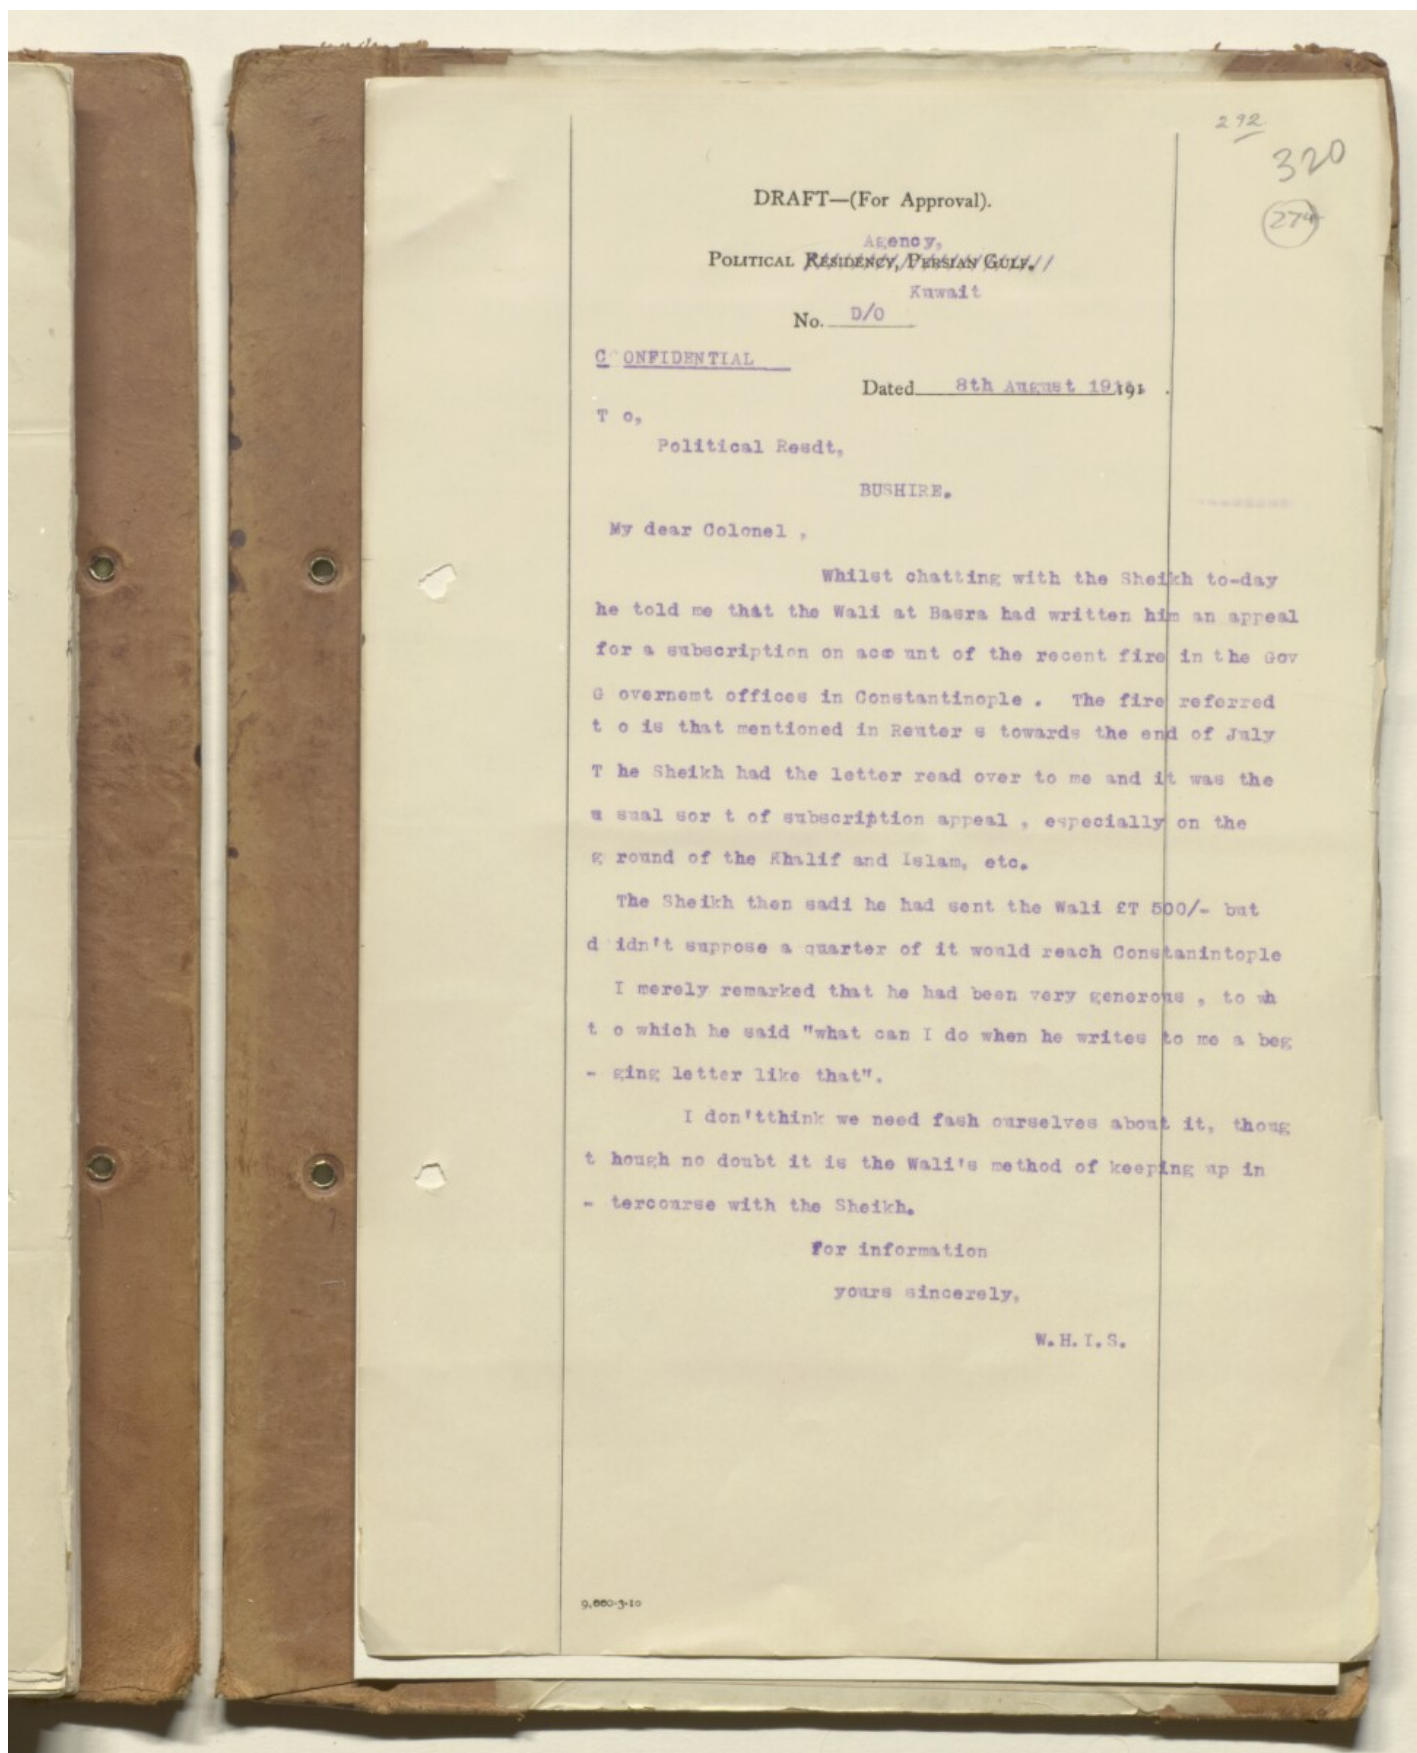 292
320
274
DRAFT—(For Approval).
Agency,
POLITICAL RESIDENCY, PERSIAN GULF.
Kuwait
No. D/O
C ONFIDENTIAL
Dated 8th August 191
T o,
Political Resdt,
BUSHIRE.
My dear Colonel ,
Whilst chatting with the Sheikh to-day
he told me that the Wali at Basra had written him an appeal
for a subscription on account of the recent fire in the Gov
G overnemt offices in Constantinople . The fire referred
t o is that mentioned in Reuter s towards the end of July
T he Sheikh had the letter read over to me and it was the
u sual sor t of subscription appeal , especially on the
g round of the Khalif and Islam, etc.
The Sheikh then sadi he had sent the Wali £T 500/- but
d idn't suppose a quarter of it would reach Constanintople
I merely remarked that he had been very generous , to wh
t o which he said "what can I do when he writes to me a beg
- ging letter like that".
I don'tthink we need fash ourselves about it, thoug
t hough no doubt it is the Wali's method of keeping up in
- tercourse with the Sheikh.
For information
yours sincerely,
W.H.I.S.
9,660-3-10